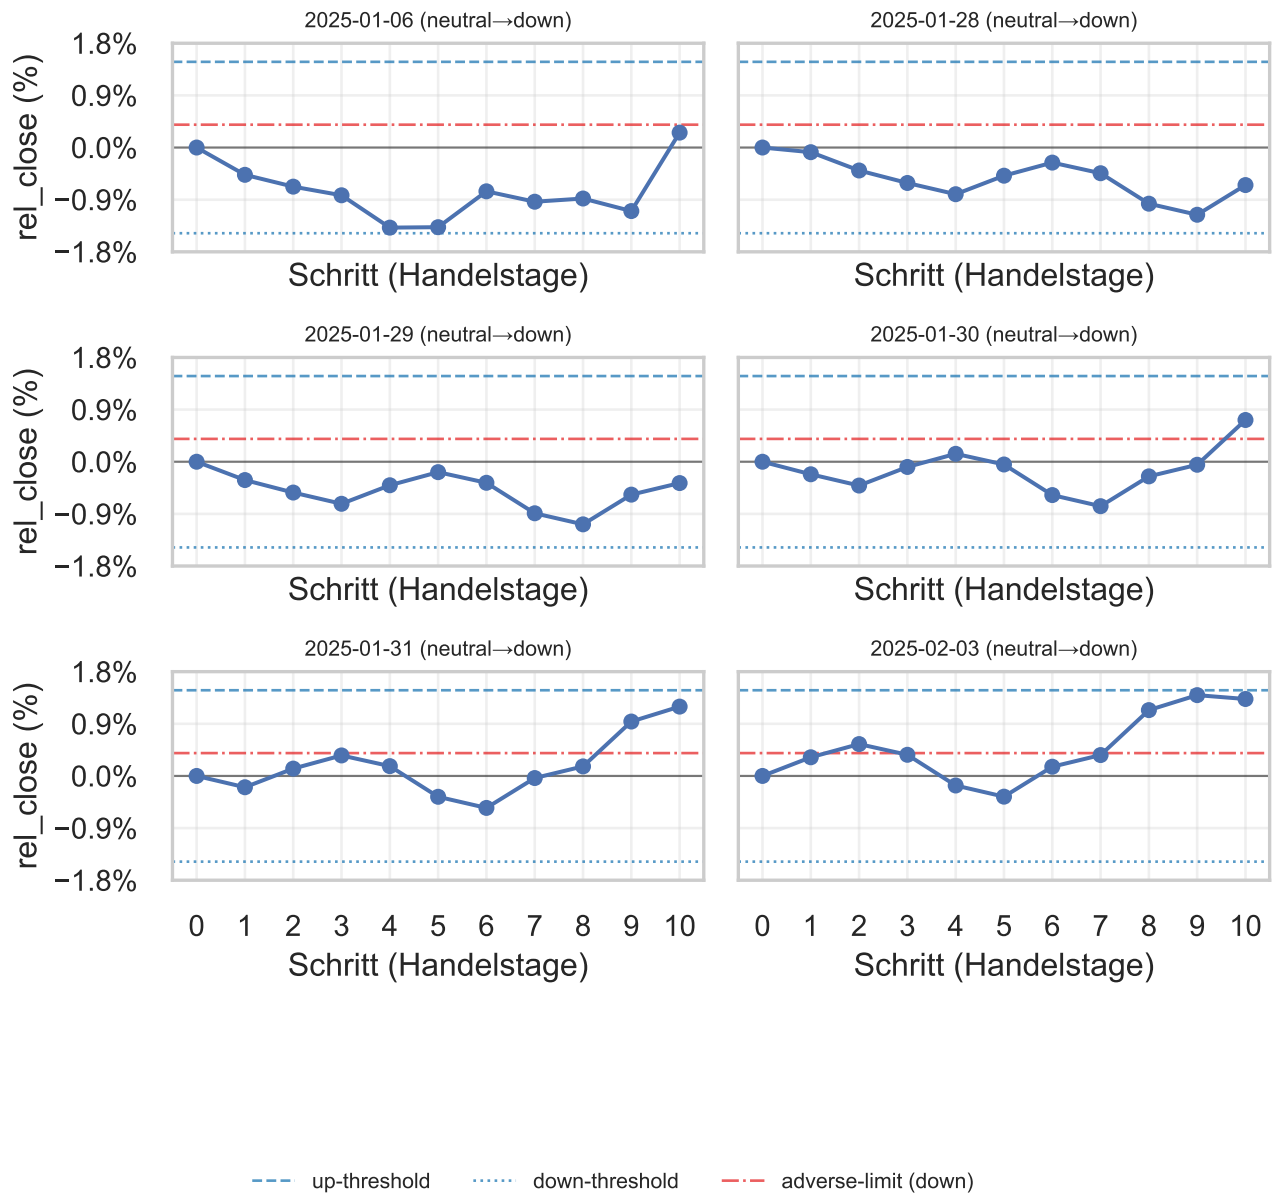 2025-01-06 (neutral→down)
2025-01-28 (neutral→down)
1.8%
0.9%
0.0%
−0.9%
−1.8%
rel_close (%)
Schritt (Handelstage)
Schritt (Handelstage)
2025-01-29 (neutral→down)
2025-01-30 (neutral→down)
1.8%
0.9%
0.0%
−0.9%
−1.8%
rel_close (%)
Schritt (Handelstage)
Schritt (Handelstage)
2025-01-31 (neutral→down)
2025-02-03 (neutral→down)
1.8%
0.9%
0.0%
−0.9%
−1.8%
rel_close (%)
0 1 2 3 4 5 6 7 8 9 10
0 1 2 3 4 5 6 7 8 9 10
Schritt (Handelstage)
Schritt (Handelstage)
up-threshold
down-threshold
adverse-limit (down)